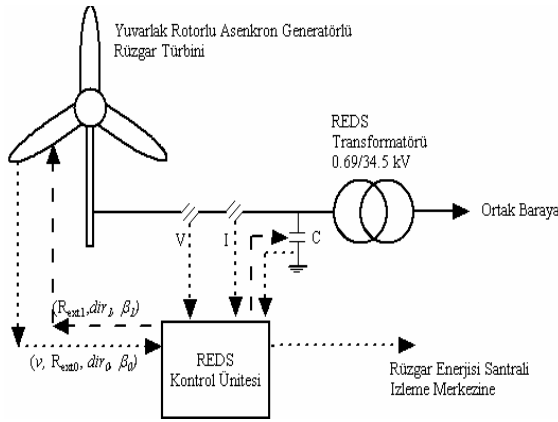 Yuvarlak Rotorlu Asenkron Generatörlü
Rüzgar Türbini
REDS
Transformatörü
0.69/34.5 kV
Ortak Baraya
V
I
C
(Rext1,dir1, β1)
(v, Rext0, dir0, β0)
REDS
Kontrol Ünitesi
Rüzgar Enerjisi Santrali
Izleme Merkezine